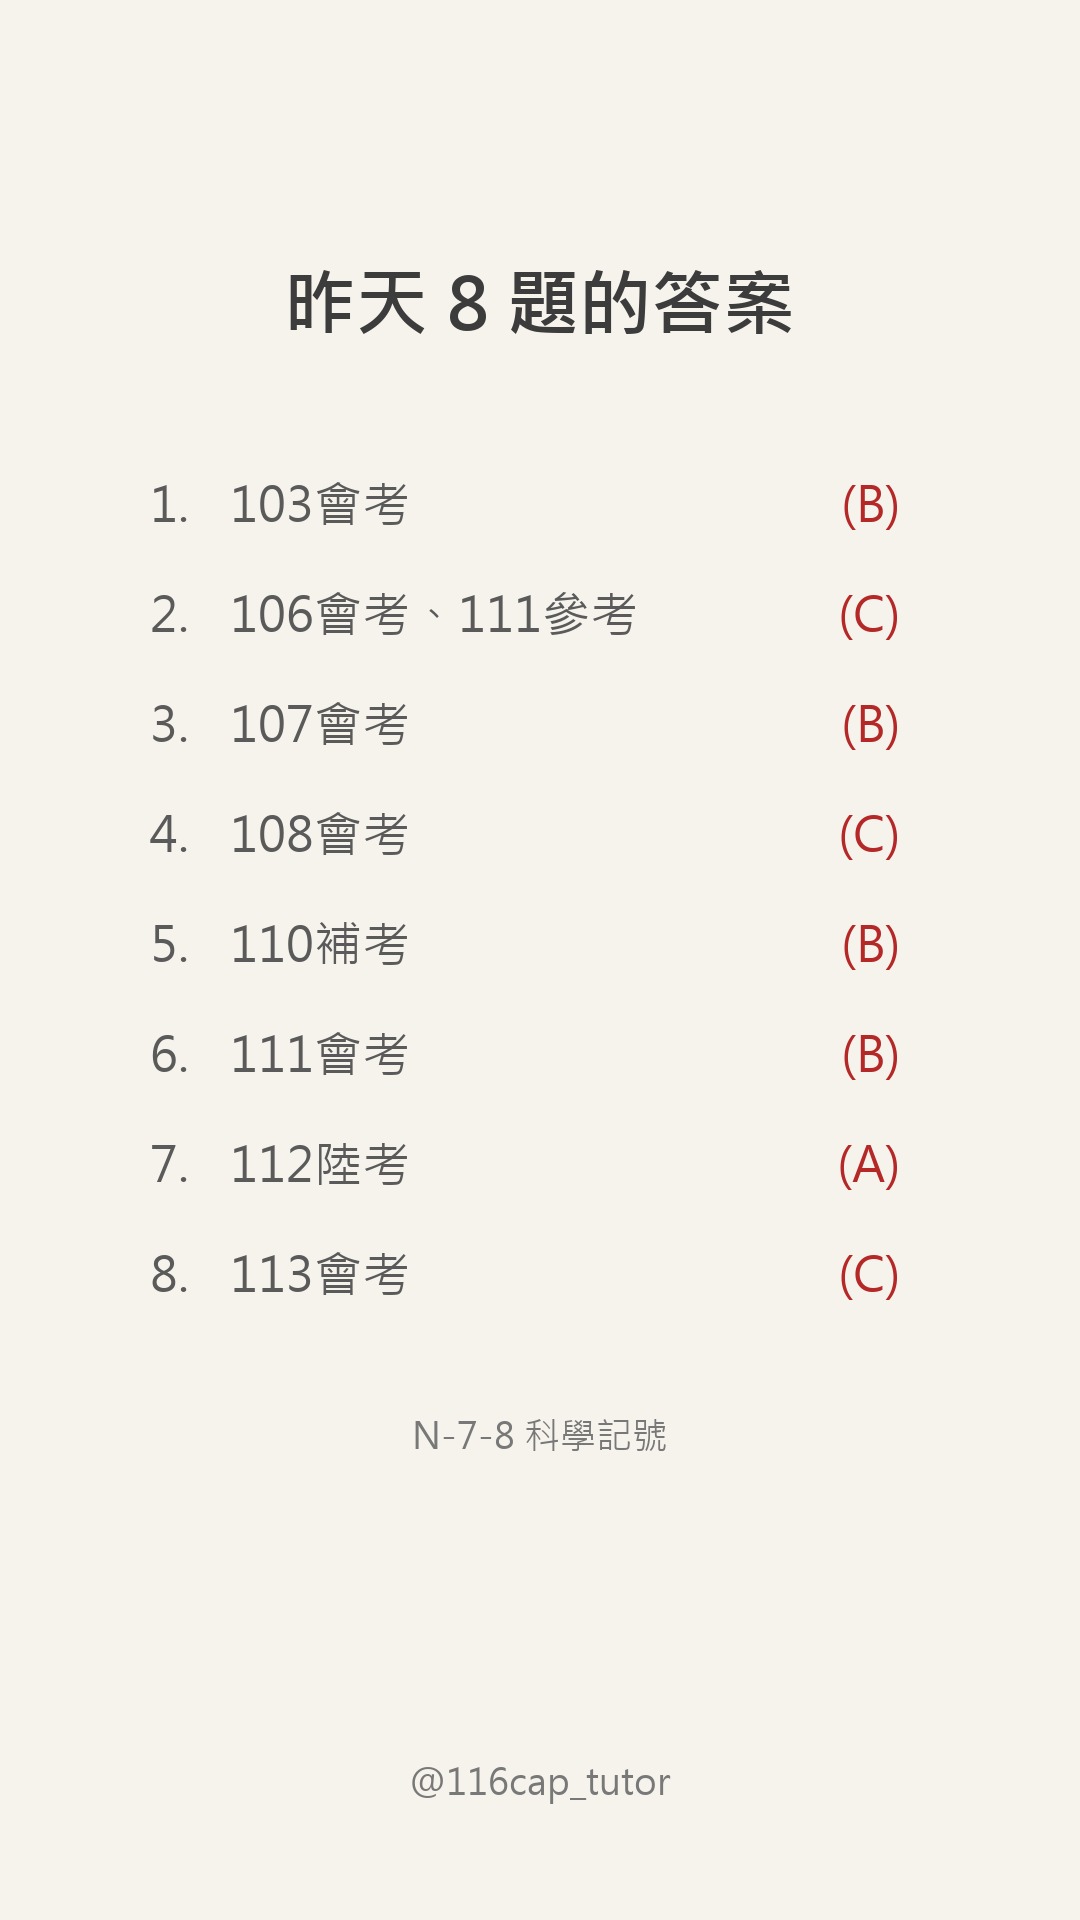 昨天 8 題的答案
1. 103會考 (B)
2. 106會考、111參考 (C)
3. 107會考 (B)
4. 108會考 (C)
5. 110補考 (B)
6. 111會考 (B)
7. 112陸考 (A)
8. 113會考 (C)
N-7-8 科學記號
@116cap_tutor